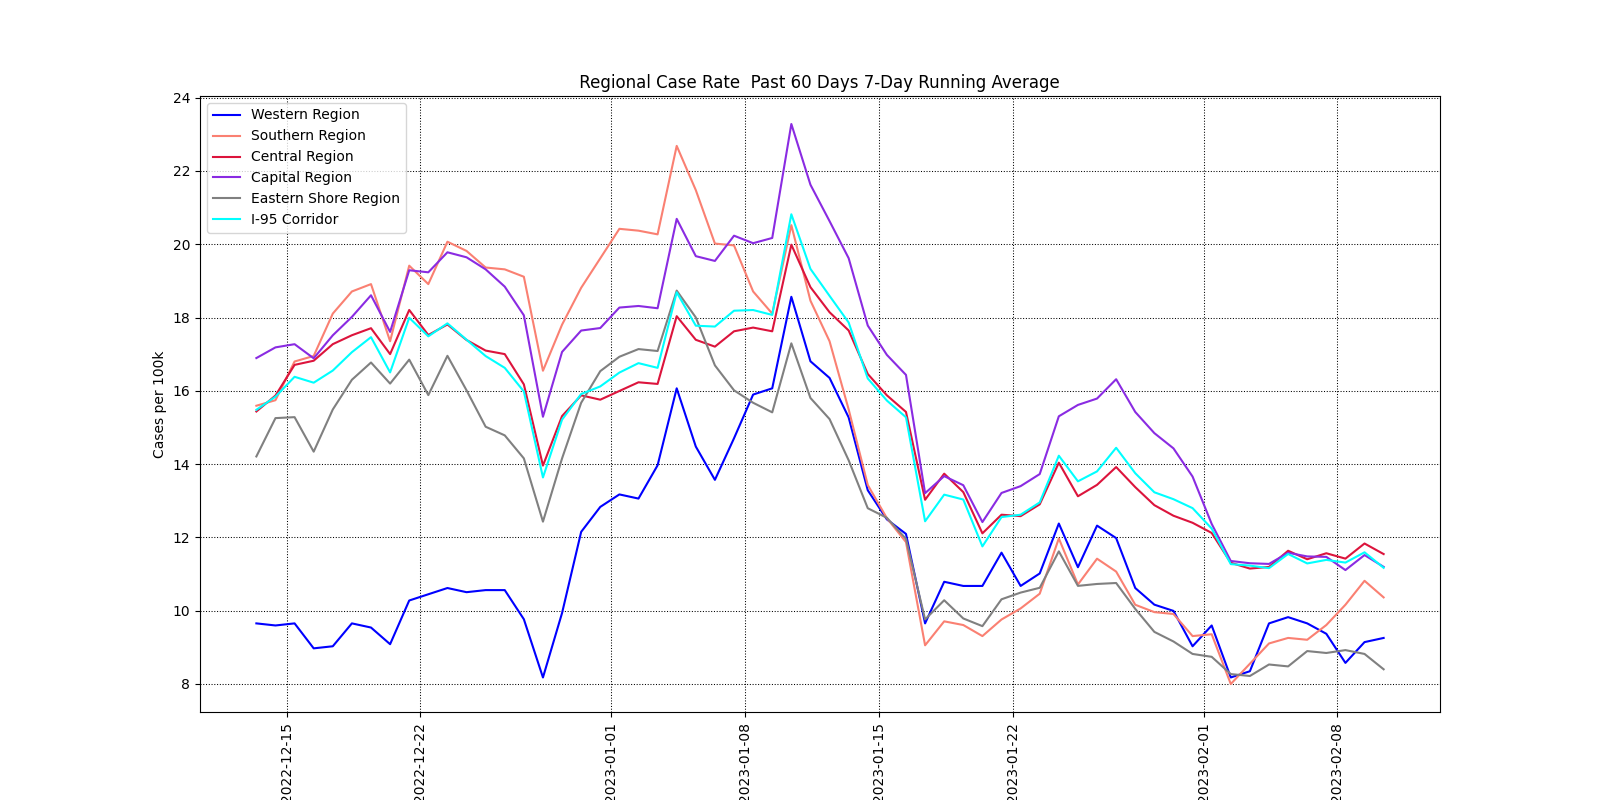 Regional Case Rate  Past 60 Days 7-Day Running Average
Western Region
Southern Region
Central Region
Capital Region
Eastern Shore Region
I-95 Corridor
Cases per 100k
24
22
20
18
16
14
12
10
8
2022-12-15
2022-12-22
2023-01-01
2023-01-08
2023-01-15
2023-01-22
2023-02-01
2023-02-08